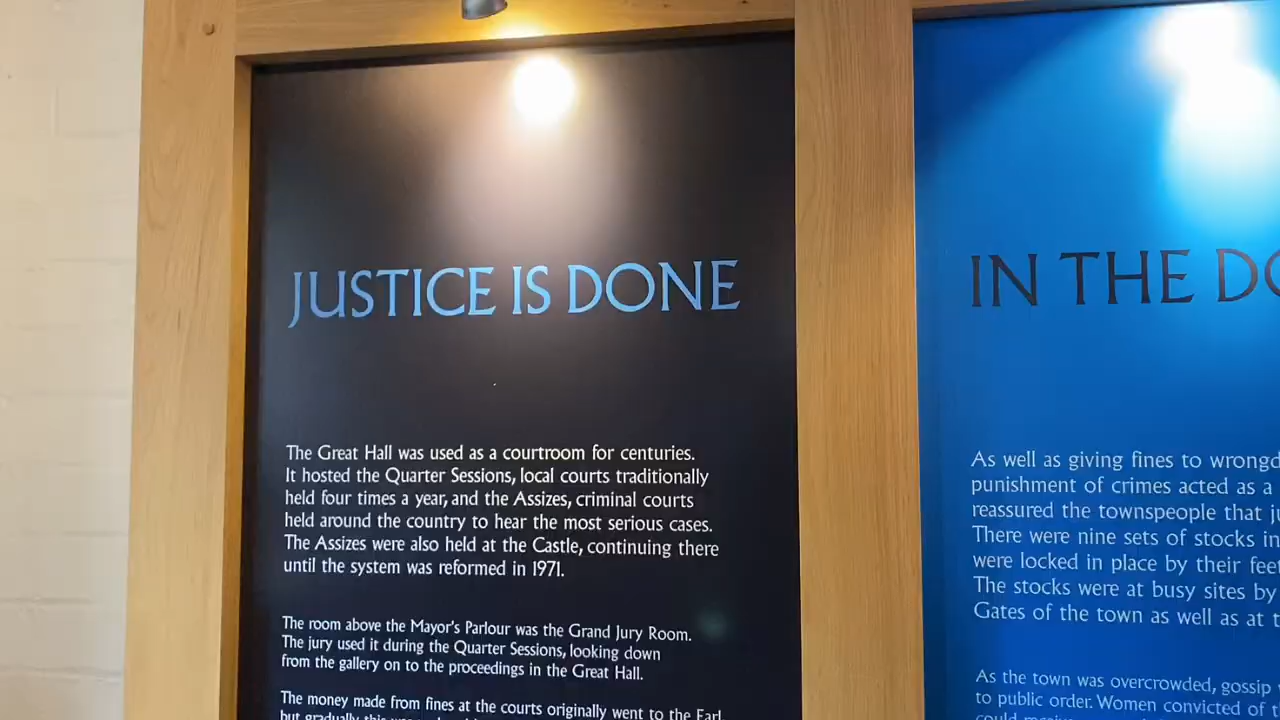 JUSTICE IS DONE
The Great Hall was used as a courtroom for centuries.
It hosted the Quarter Sessions, local courts traditionally
held four times a year, and the Assizes, criminal courts
held around the country to hear the most serious cases.
The Assizes were also held at the Castle, continuing there
until the system was reformed in 1971.
The room above the Mayor's Parlour was the Grand Jury Room.
The jury used it during the Quarter Sessions, looking down
from the gallery on to the proceedings in the Great Hall.
The money made from fines at the courts originally went to the Earl,
but gradually this
IN THE
As well as giving fines to
punishment of crimes acted as a
reassured the townspeople that
There were nine sets of stocks in
were locked in place by their feet
The stocks were at busy sites by
Gates of the town as well as at
As the town was overcrowded, gossip
to public order. Women convicted of
could